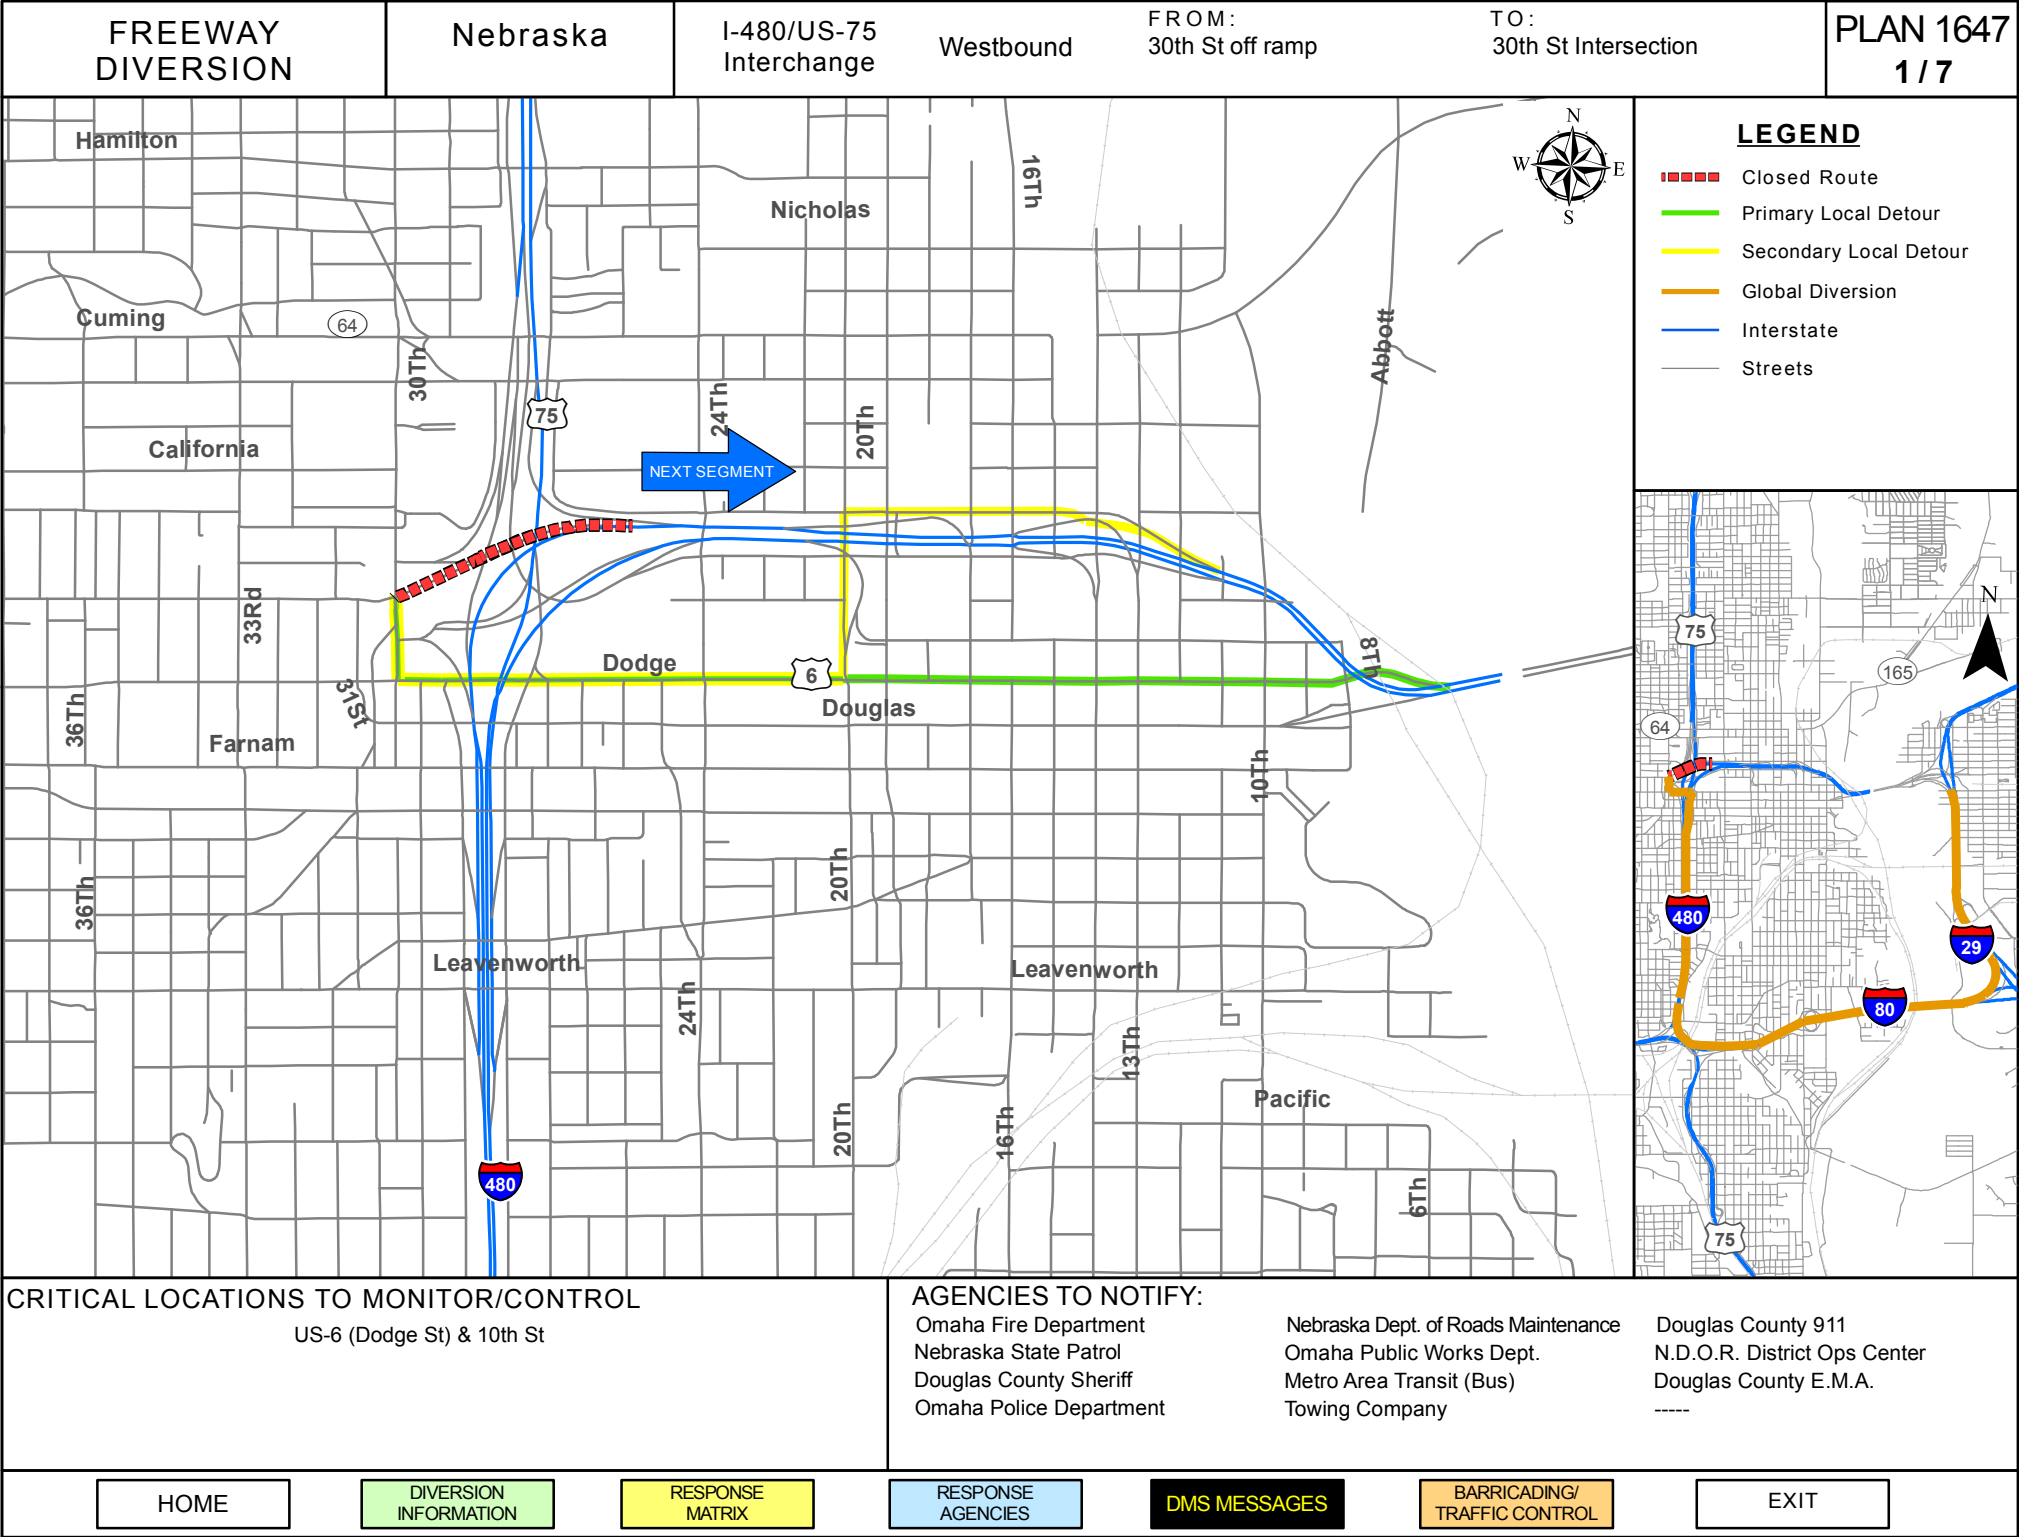 FREEWAY
DIVERSION
Nebraska
I-480/US-75
Interchange
Westbound
FROM:
30th St off ramp
TO:
30th St Intersection
PLAN 1647
1 / 7
Hamilton
16Th
N
W
E
S
Nicholas
Cuming
64
30Th
Abbott
75
24Th
20Th
California
NEXT SEGMENT
33Rd
8Th
Dodge
6
31St
36Th
Douglas
Farnam
10Th
20Th
36Th
Leavenworth
Leavenworth
24Th
13Th
Pacific
20Th
16Th
480
6Th
LEGEND
Closed Route
Primary Local Detour
Secondary Local Detour
Global Diversion
Interstate
Streets
N
75
165
64
480
29
80
75
CRITICAL LOCATIONS TO MONITOR/CONTROL
US-6 (Dodge St) & 10th St
AGENCIES TO NOTIFY:
Omaha Fire Department
Nebraska State Patrol
Douglas County Sheriff
Omaha Police Department
Nebraska Dept. of Roads Maintenance
Omaha Public Works Dept.
Metro Area Transit (Bus)
Towing Company
Douglas County 911
N.D.O.R. District Ops Center
Douglas County E.M.A.
-----
HOME
DIVERSION
INFORMATION
RESPONSE
MATRIX
RESPONSE
AGENCIES
DMS MESSAGES
BARRICADING/
TRAFFIC CONTROL
EXIT